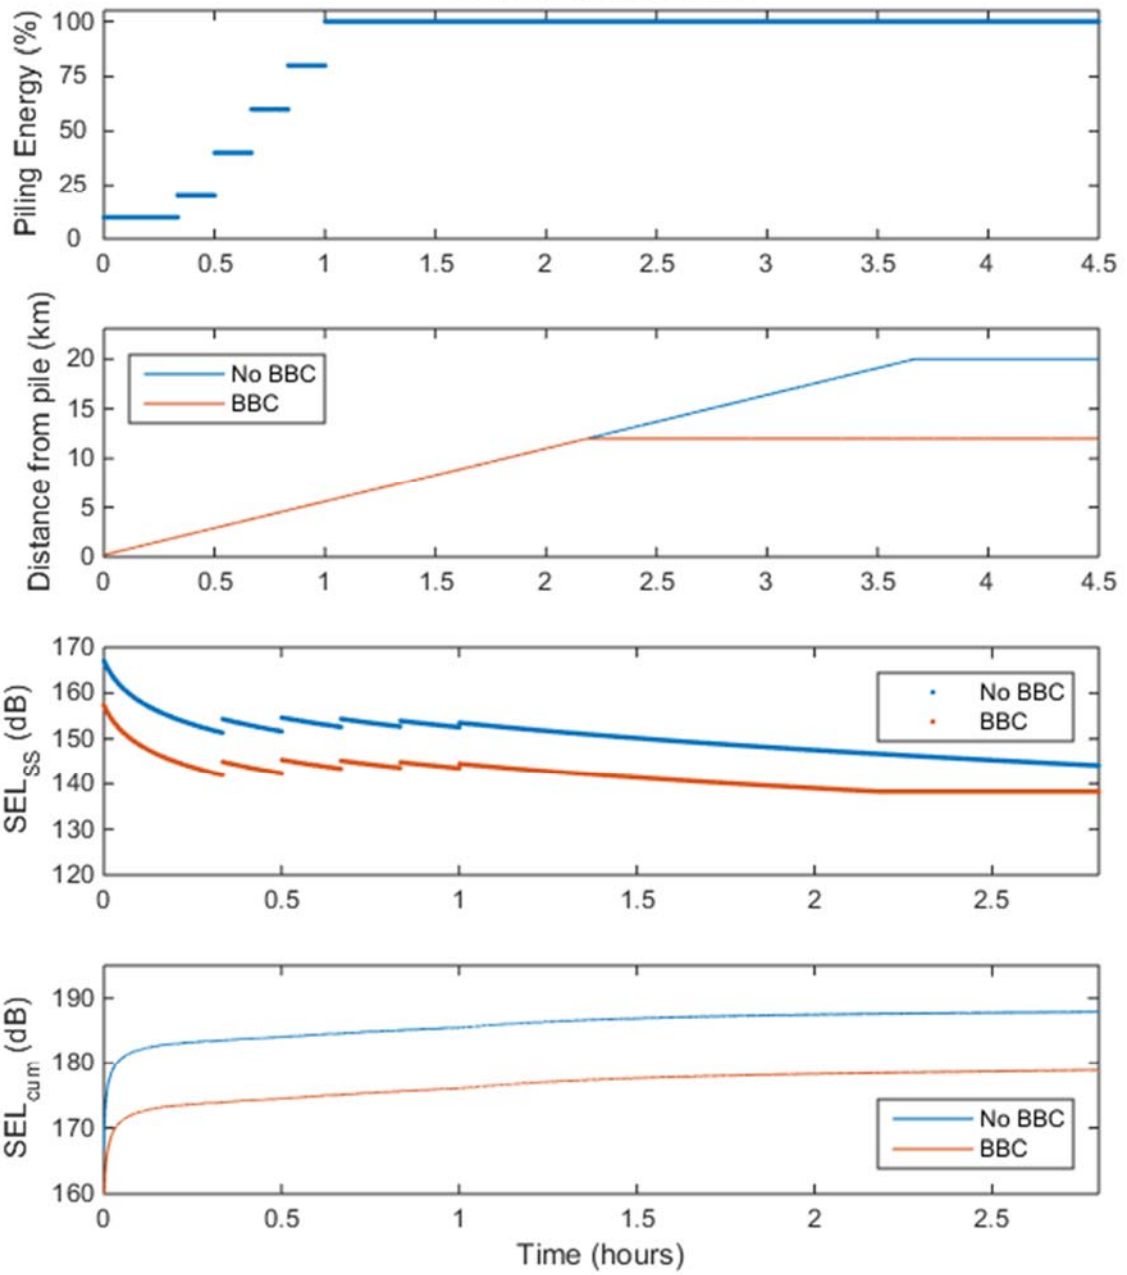 Piling Energy (%)
100
75
50
25
0
0 0.5 1 1.5 2 2.5 3 3.5 4 4.5
Distance from pile (km)
20
15
10
5
0
No BBC
BBC
0 0.5 1 1.5 2 2.5 3 3.5 4 4.5
SELSS (dB)
170
160
150
140
130
120
No BBC
BBC
0 0.5 1 1.5 2 2.5
SELcum (dB)
190
180
170
160
No BBC
BBC
0 0.5 1 1.5 2 2.5
Time (hours)